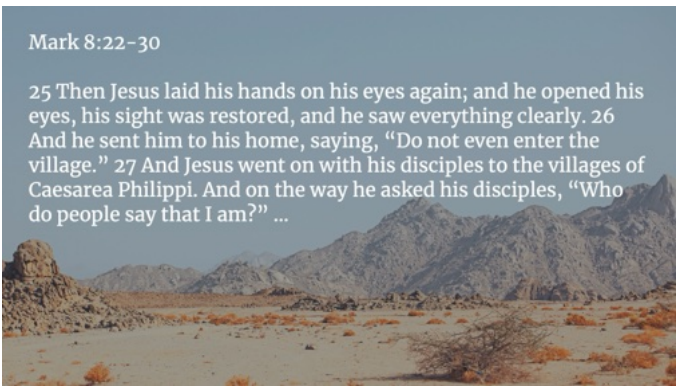 Mark 8:22-30
25 Then Jesus laid his hands on his eyes again; and he opened his
eyes, his sight was restored, and he saw everything clearly. 26
And he sent him to his home, saying, “Do not even enter the
village.” 27 And Jesus went on with his disciples to the villages of
Caesarea Philippi. And on the way he asked his disciples, “Who
do people say that I am?” ...